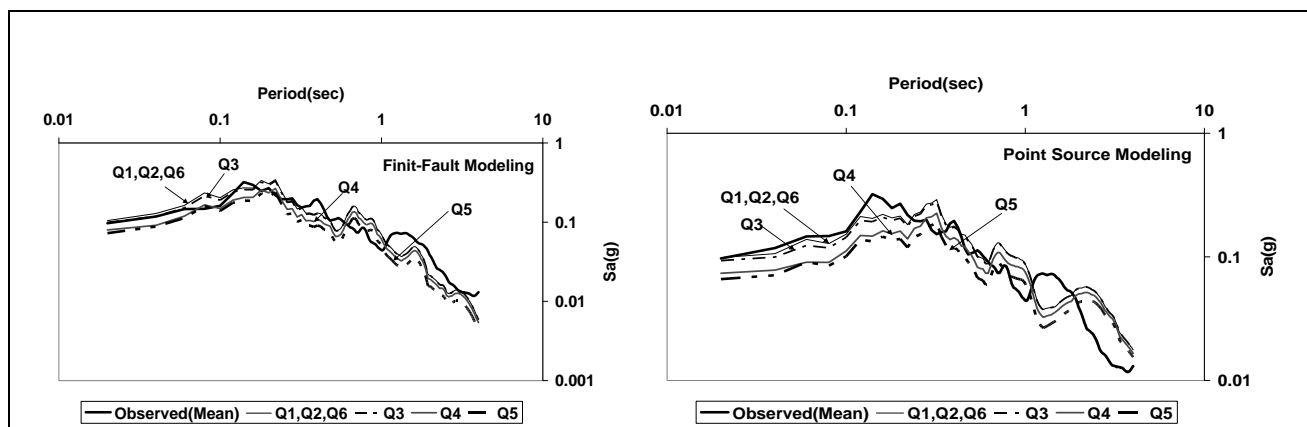 Period(sec)
0.01 0.1 1 10
1
Finit-Fault Modeling
Q1,Q2,Q6
Q3
Q4
Q5
0.1
0.01
0.001
Sa(g)
Observed(Mean) Q1,Q2,Q6 Q3 Q4 Q5
Period(sec)
0.01 0.1 1 10
1
Point Source Modeling
Q4
Q1,Q2,Q6
Q3
Q5
0.1
0.01
Sa(g)
Observed(Mean) Q1,Q2,Q6 Q3 Q4 Q5